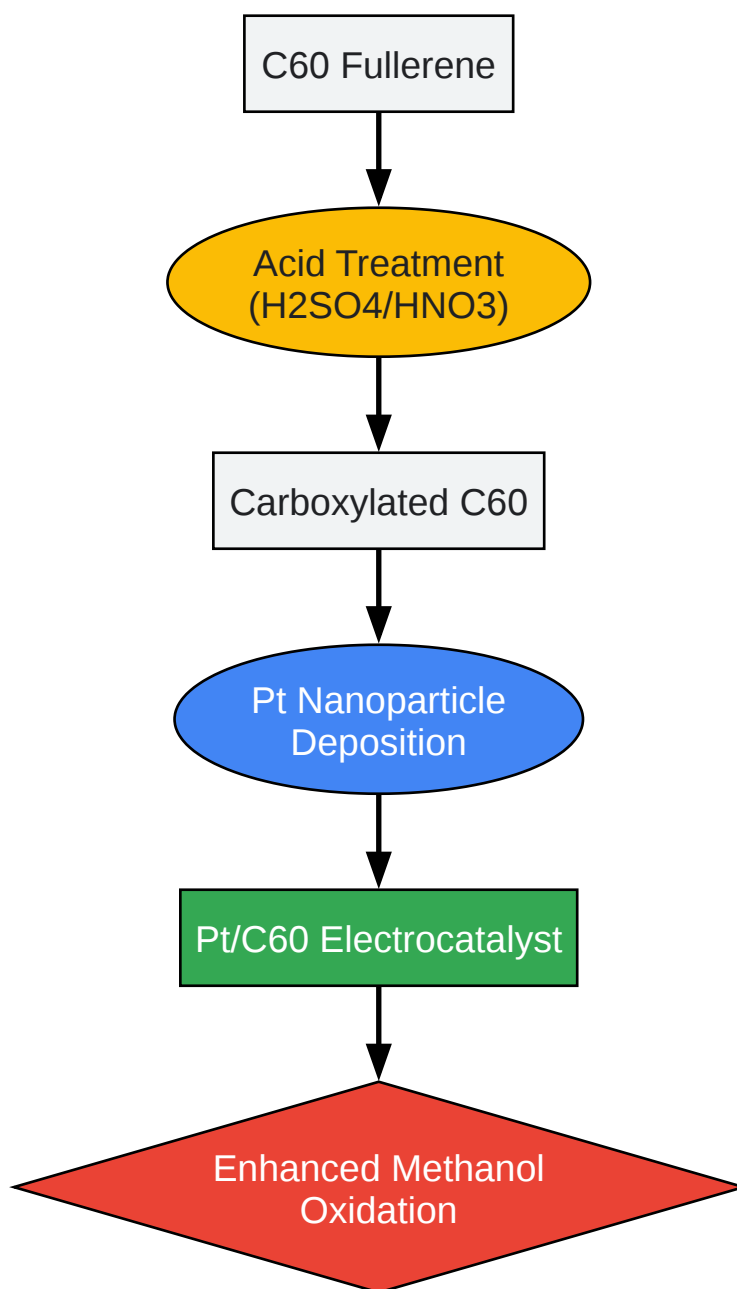 C60 Fullerene
Acid Treatment
(H2SO4/HNO3)
Carboxylated C60
Pt Nanoparticle
Deposition
Pt/C60 Electrocatalyst
Enhanced Methanol
Oxidation